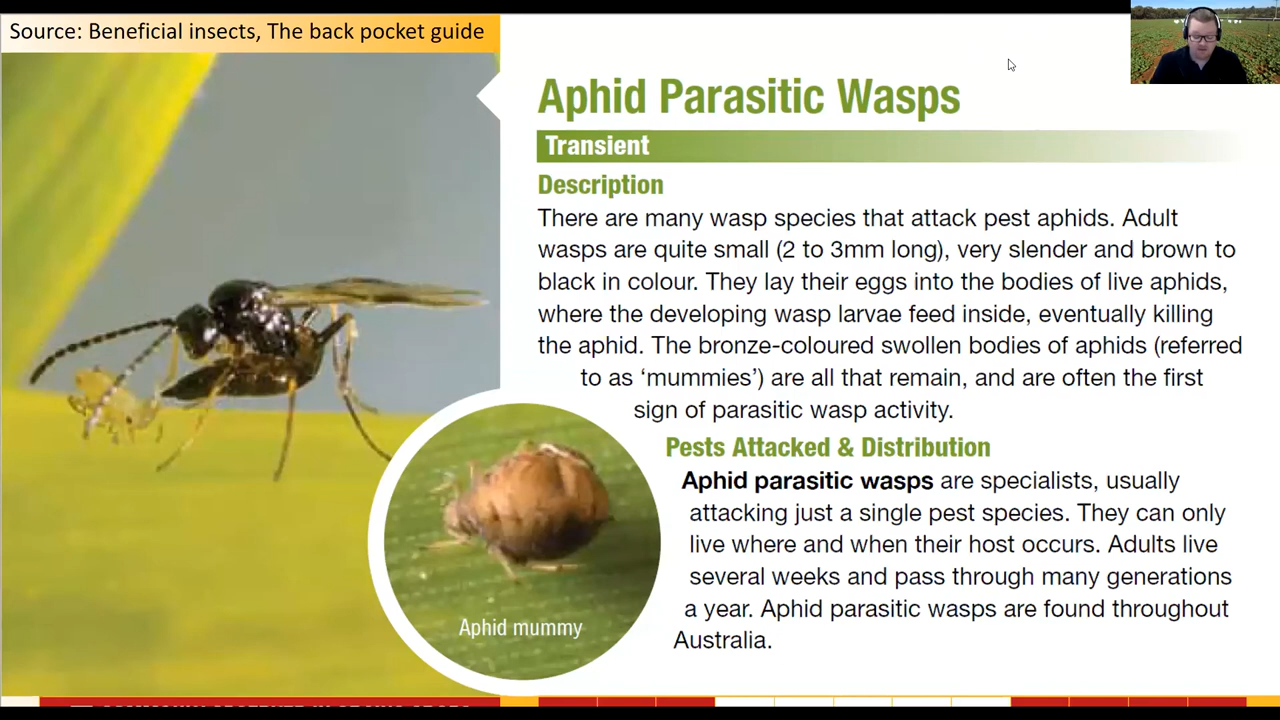 Source: Beneficial insects, The back pocket guide
Aphid Parasitic Wasps
Transient
Description
There are many wasp species that attack pest aphids. Adult
wasps are quite small (2 to 3mm long), very slender and brown to
black in colour. They lay their eggs into the bodies of live aphids,
where the developing wasp larvae feed inside, eventually killing
the aphid. The bronze-coloured swollen bodies of aphids (referred
to as ‘mummies’) are all that remain, and are often the first
sign of parasitic wasp activity.
Pests Attacked & Distribution
Aphid parasitic wasps are specialists, usually
attacking just a single pest species. They can only
live where and when their host occurs. Adults live
several weeks and pass through many generations
a year. Aphid parasitic wasps are found throughout
Australia.
Aphid mummy